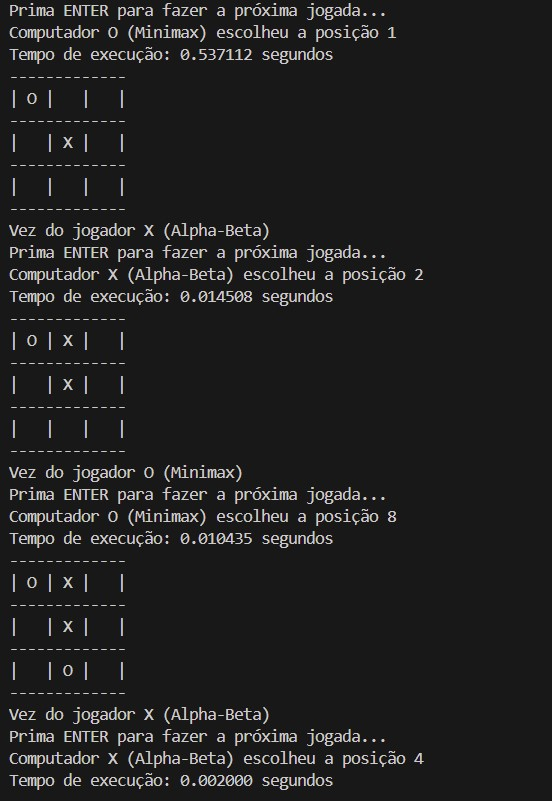 Prima ENTER para fazer a próxima jogada...
Computador O (Minimax) escolheu a posição 1
Tempo de execução: 0.537112 segundos
-------------
| O |   |   |
-------------
|   | X |   |
-------------
|   |   |   |
-------------
Vez do jogador X (Alpha-Beta)
Prima ENTER para fazer a próxima jogada...
Computador X (Alpha-Beta) escolheu a posição 2
Tempo de execução: 0.014508 segundos
-------------
| O | X |   |
-------------
|   | X |   |
-------------
|   |   |   |
-------------
Vez do jogador O (Minimax)
Prima ENTER para fazer a próxima jogada...
Computador O (Minimax) escolheu a posição 8
Tempo de execução: 0.010435 segundos
-------------
| O | X |   |
-------------
|   | X |   |
-------------
|   | O |   |
-------------
Vez do jogador X (Alpha-Beta)
Prima ENTER para fazer a próxima jogada...
Computador X (Alpha-Beta) escolheu a posição 4
Tempo de execução: 0.002000 segundos